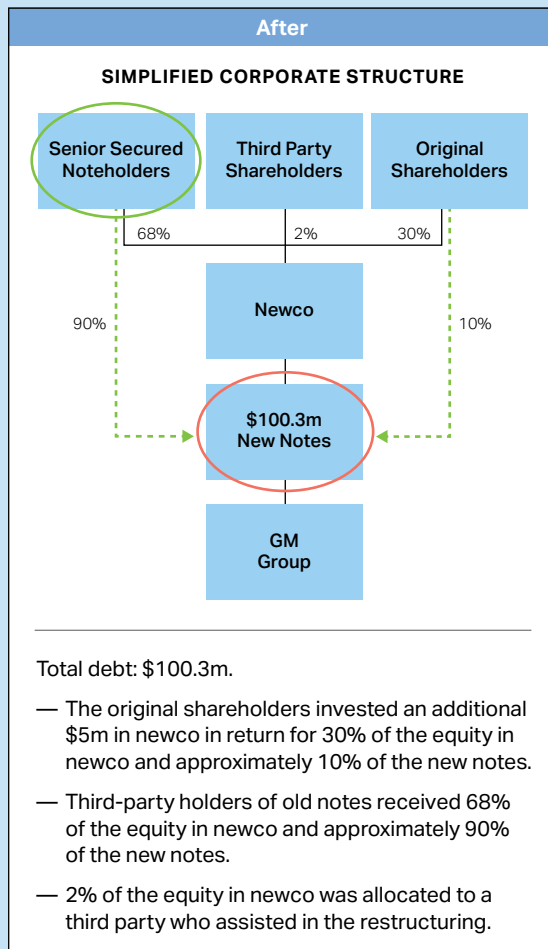 After
SIMPLIFIED CORPORATE STRUCTURE
Senior Secured
Noteholders
Third Party
Shareholders
Original
Shareholders
68%
2%
30%
90%
Newco
10%
$100.3m
New Notes
GM
Group
Total debt: $100.3m.
— The original shareholders invested an additional
$5m in newco in return for 30% of the equity in
newco and approximately 10% of the new notes.
— Third-party holders of old notes received 68%
of the equity in newco and approximately 90%
of the new notes.
— 2% of the equity in newco was allocated to a
third party who assisted in the restructuring.